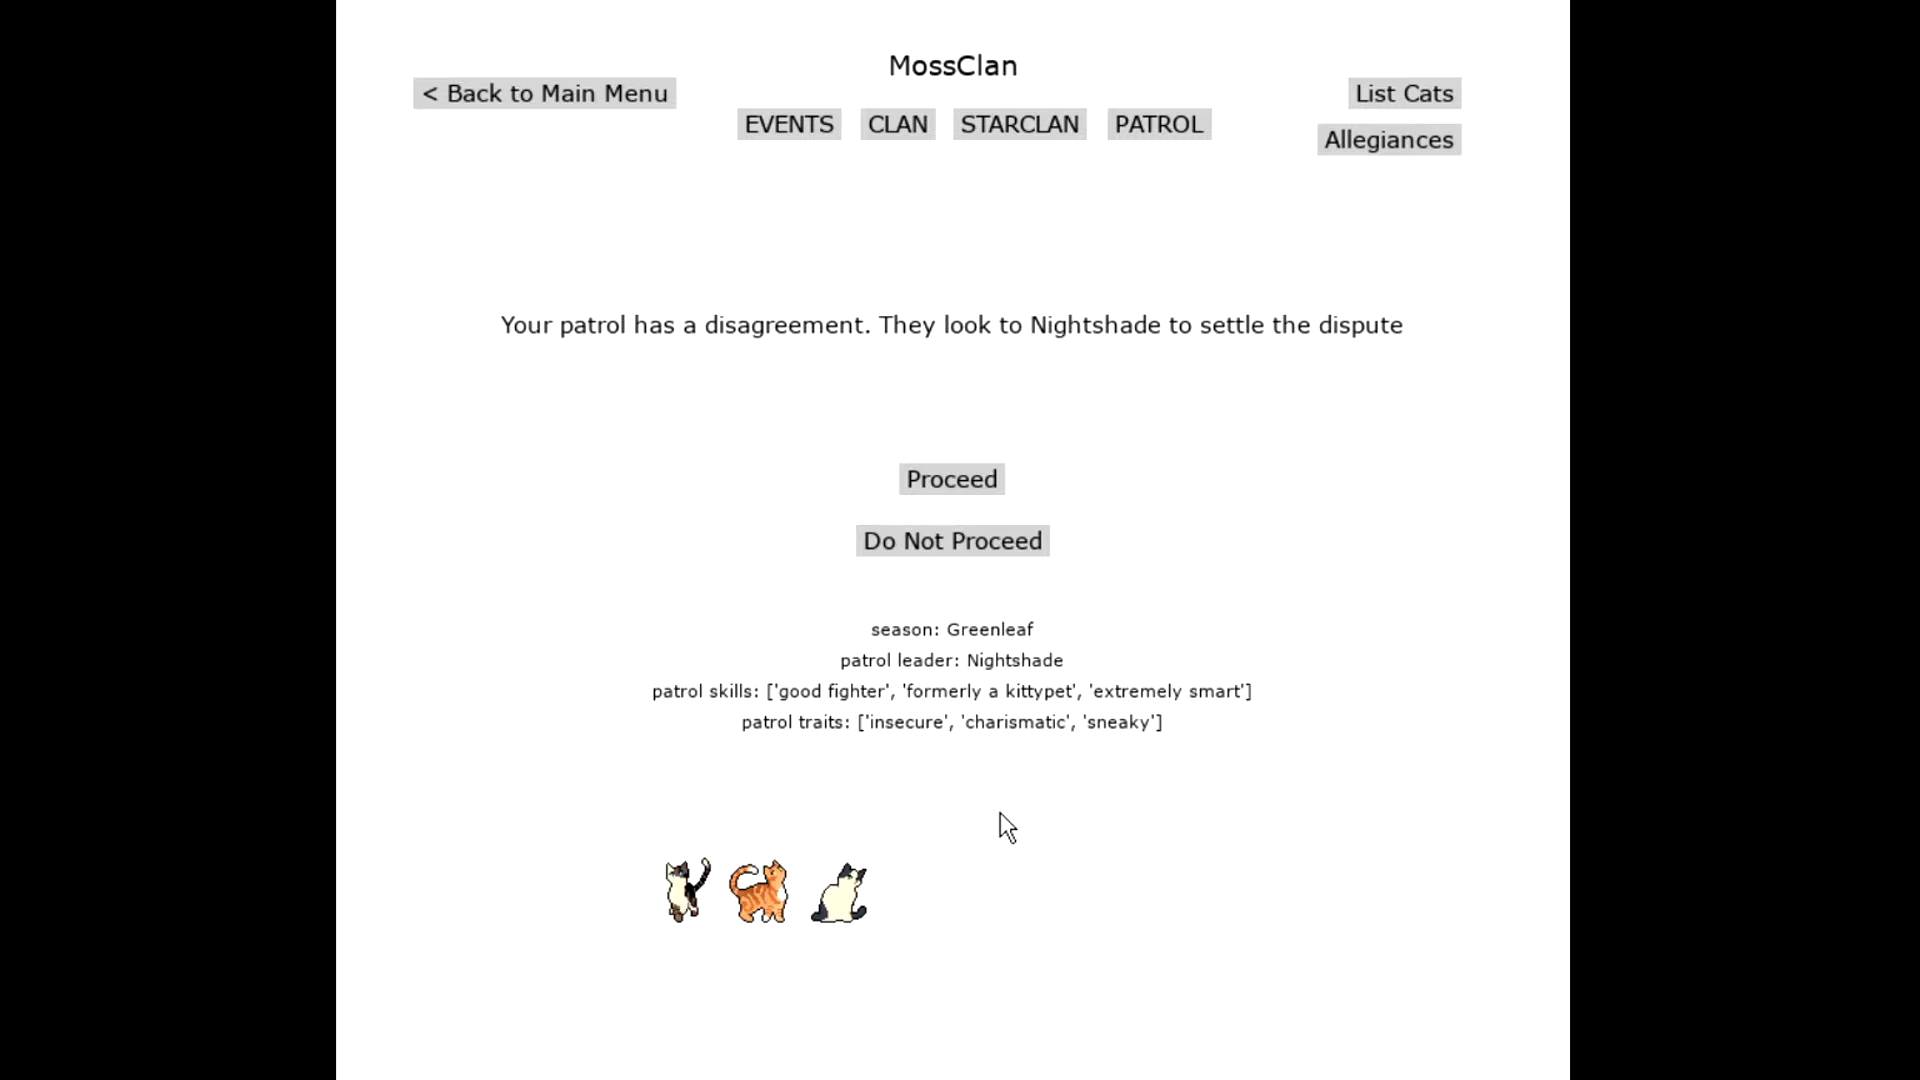 MossClan
< Back to Main Menu
List Cats
EVENTS CLAN STARCLAN PATROL
Allegiances
Your patrol has a disagreement. They look to Nightshade to settle the dispute
Proceed
Do Not Proceed
season: Greenleaf
patrol leader: Nightshade
patrol skills: ['good fighter', 'formerly a kittypet', 'extremely smart']
patrol traits: ['insecure', 'charismatic', 'sneaky']